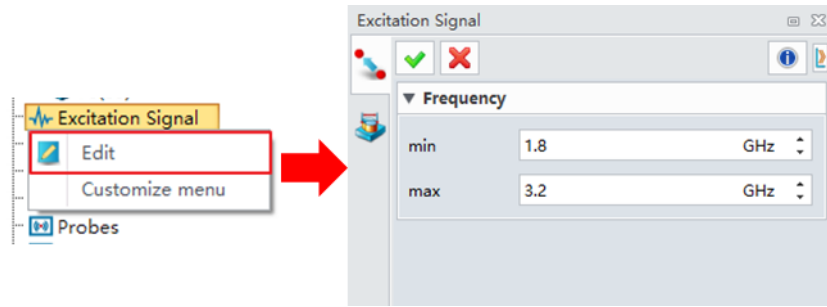 Excitation Signal
Edit
Customize menu
Probes
Excitation Signal
Frequency
min 1.8 GHz
max 3.2 GHz